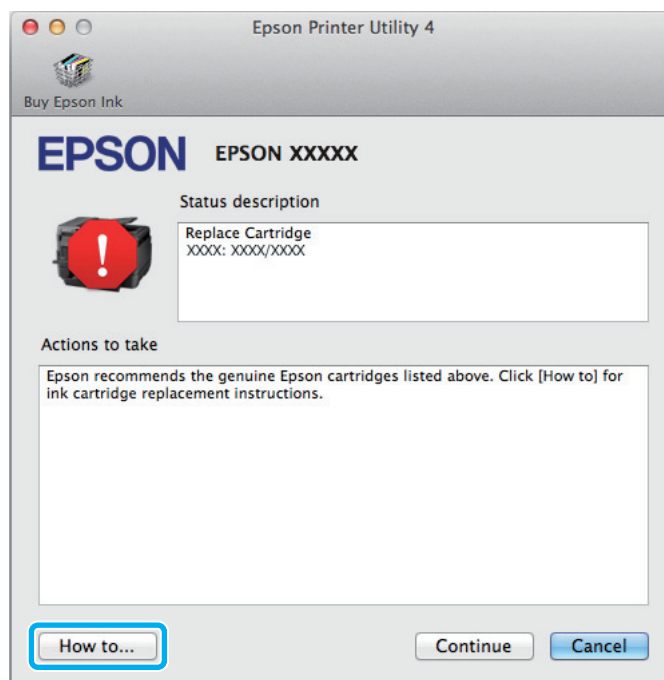 Epson Printer Utility 4
Buy Epson Ink
EPSON
EPSON XXXXX
Status description
Replace Cartridge
XXXX: XXXX/XXXX
!
Actions to take
Epson recommends the genuine Epson cartridges listed above. Click [How to] for
ink cartridge replacement instructions.
How to...
Continue
Cancel